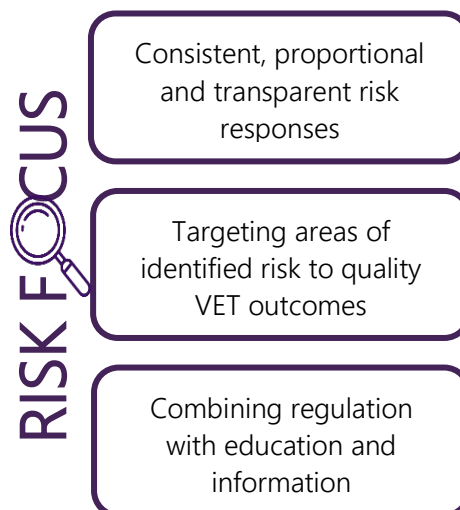 RISK FOCUS
Consistent, proportional
and transparent risk
responses
Targeting areas of
identified risk to quality
VET outcomes
Combining regulation
with education and
information